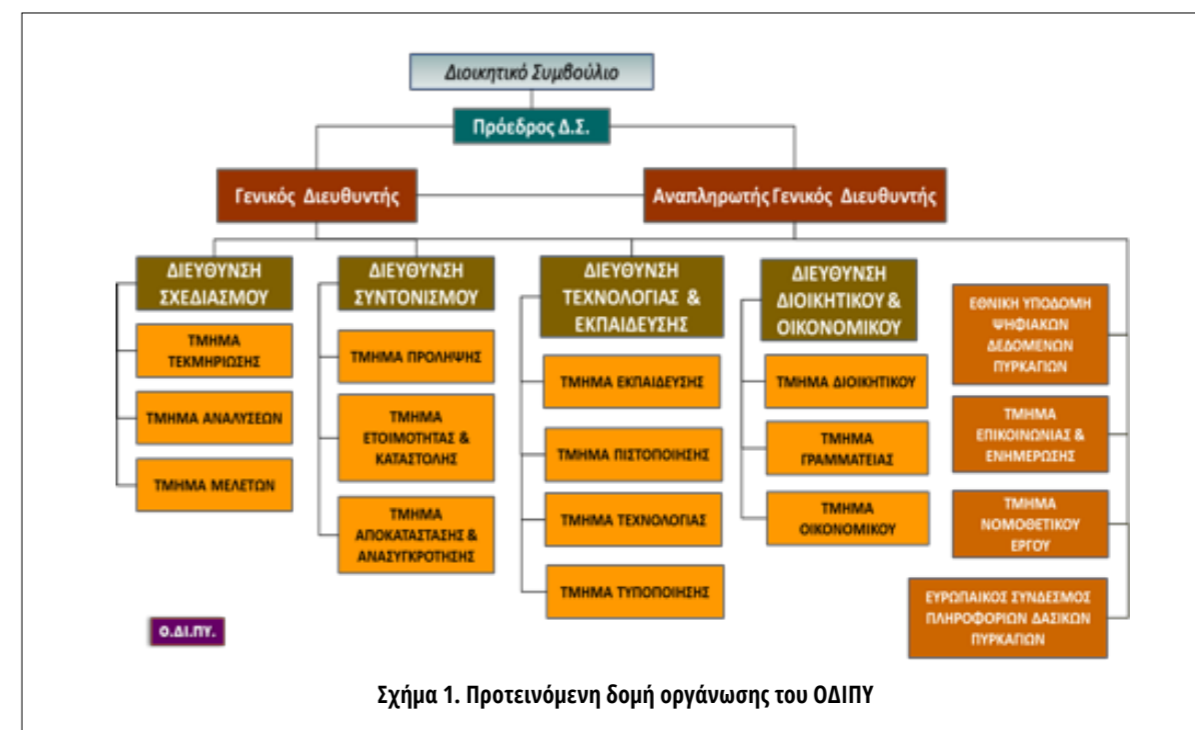 Διοικητικό Συμβούλιο
Πρόεδρος Δ.Σ.
Γενικός Διευθυντής
Αναπληρωτής Γενικός Διευθυντής
ΔΙΕΥΘΥΝΣΗ
ΣΧΕΔΙΑΣΜΟΥ
ΤΜΗΜΑ
ΤΕΚΜΗΡΙΩΣΗΣ
ΤΜΗΜΑ ΑΝΑΛΥΣΕΩΝ
ΤΜΗΜΑ ΜΕΛΕΤΩΝ
ΔΙΕΥΘΥΝΣΗ
ΣΥΝΤΟΝΙΣΜΟΥ
ΤΜΗΜΑ ΠΡΟΛΗΨΗΣ
ΤΜΗΜΑ
ΕΤΟΙΜΟΤΗΤΑΣ &
ΚΑΤΑΣΤΟΛΗΣ
ΤΜΗΜΑ
ΑΠΟΚΑΤΑΣΤΑΣΗΣ &
ΑΝΑΣΥΓΚΡΟΤΗΣΗΣ
ΔΙΕΥΘΥΝΣΗ
ΤΕΧΝΟΛΟΓΙΑΣ &
ΕΚΠΑΙΔΕΥΣΗΣ
ΤΜΗΜΑ ΕΚΠΑΙΔΕΥΣΗΣ
ΤΜΗΜΑ ΠΙΣΤΟΠΟΙΗΣΗΣ
ΤΜΗΜΑ ΤΕΧΝΟΛΟΓΙΑΣ
ΤΜΗΜΑ ΤΥΠΟΠΟΙΗΣΗΣ
ΔΙΕΥΘΥΝΣΗ
ΔΙΟΙΚΗΤΙΚΟΥ &
ΟΙΚΟΝΟΜΙΚΟΥ
ΤΜΗΜΑ ΔΙΟΙΚΗΤΙΚΟΥ
ΤΜΗΜΑ
ΓΡΑΜΜΑΤΕΙΑΣ
ΤΜΗΜΑ
ΟΙΚΟΝΟΜΙΚΟΥ
ΕΘΝΙΚΗ ΥΠΟΔΟΜΗ
ΨΗΦΙΑΚΩΝ
ΔΕΔΟΜΕΝΩΝ
ΠΥΡΚΑΓΙΩΝ
ΤΜΗΜΑ
ΕΠΙΚΟΙΝΩΝΙΑΣ &
ΕΝΗΜΕΡΩΣΗΣ
ΤΜΗΜΑ
ΝΟΜΟΘΕΤΙΚΟΥ
ΕΡΓΟΥ
ΕΥΡΩΠΑΙΚΟΣ ΣΥΝΔΕΣΜΟΣ
ΠΛΗΡΟΦΟΡΙΩΝ ΔΑΣΙΚΩΝ
ΠΥΡΚΑΓΙΩΝ
Ο.ΔΙ.ΠΥ.
Σχήμα 1. Προτεινόμενη δομή οργάνωσης του ΟΔΙΠΥ